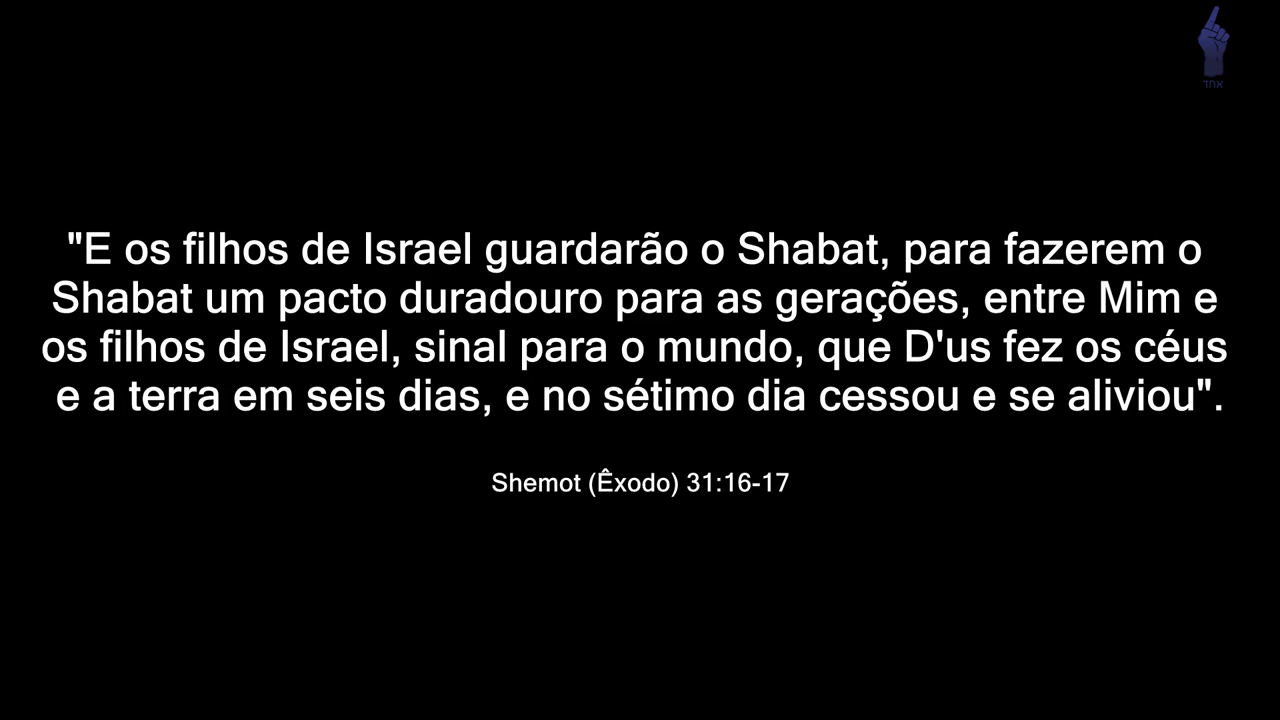 אחד
"E os filhos de Israel guardarão o Shabat, para fazerem o
Shabat um pacto duradouro para as gerações, entre Mim e
os filhos de Israel, sinal para o mundo, que D'us fez os céus
e a terra em seis dias, e no sétimo dia cessou e se aliviou".
Shemot (Êxodo) 31:16-17